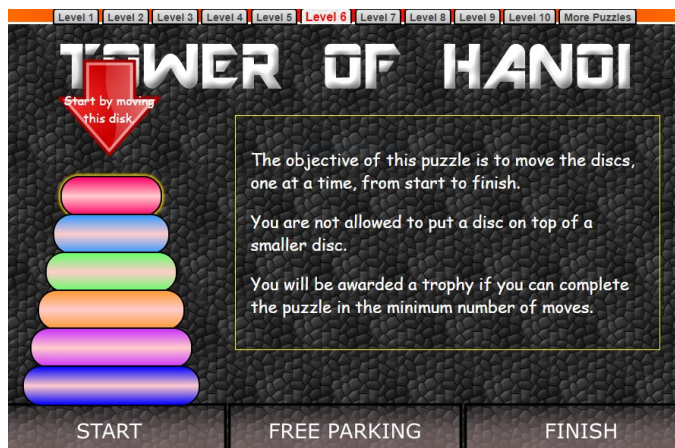 Level 1 Level 2 Level 3 Level 4 Level 5 Level 6 Level 7 Level 8 Level 9 Level 10 More Puzzles
TOWER OF HANOI
Start by moving
this disk.
The objective of this puzzle is to move the discs,
one at a time, from start to finish.
You are not allowed to put a disc on top of a
smaller disc.
You will be awarded a trophy if you can complete
the puzzle in the minimum number of moves.
START FREE PARKING FINISH